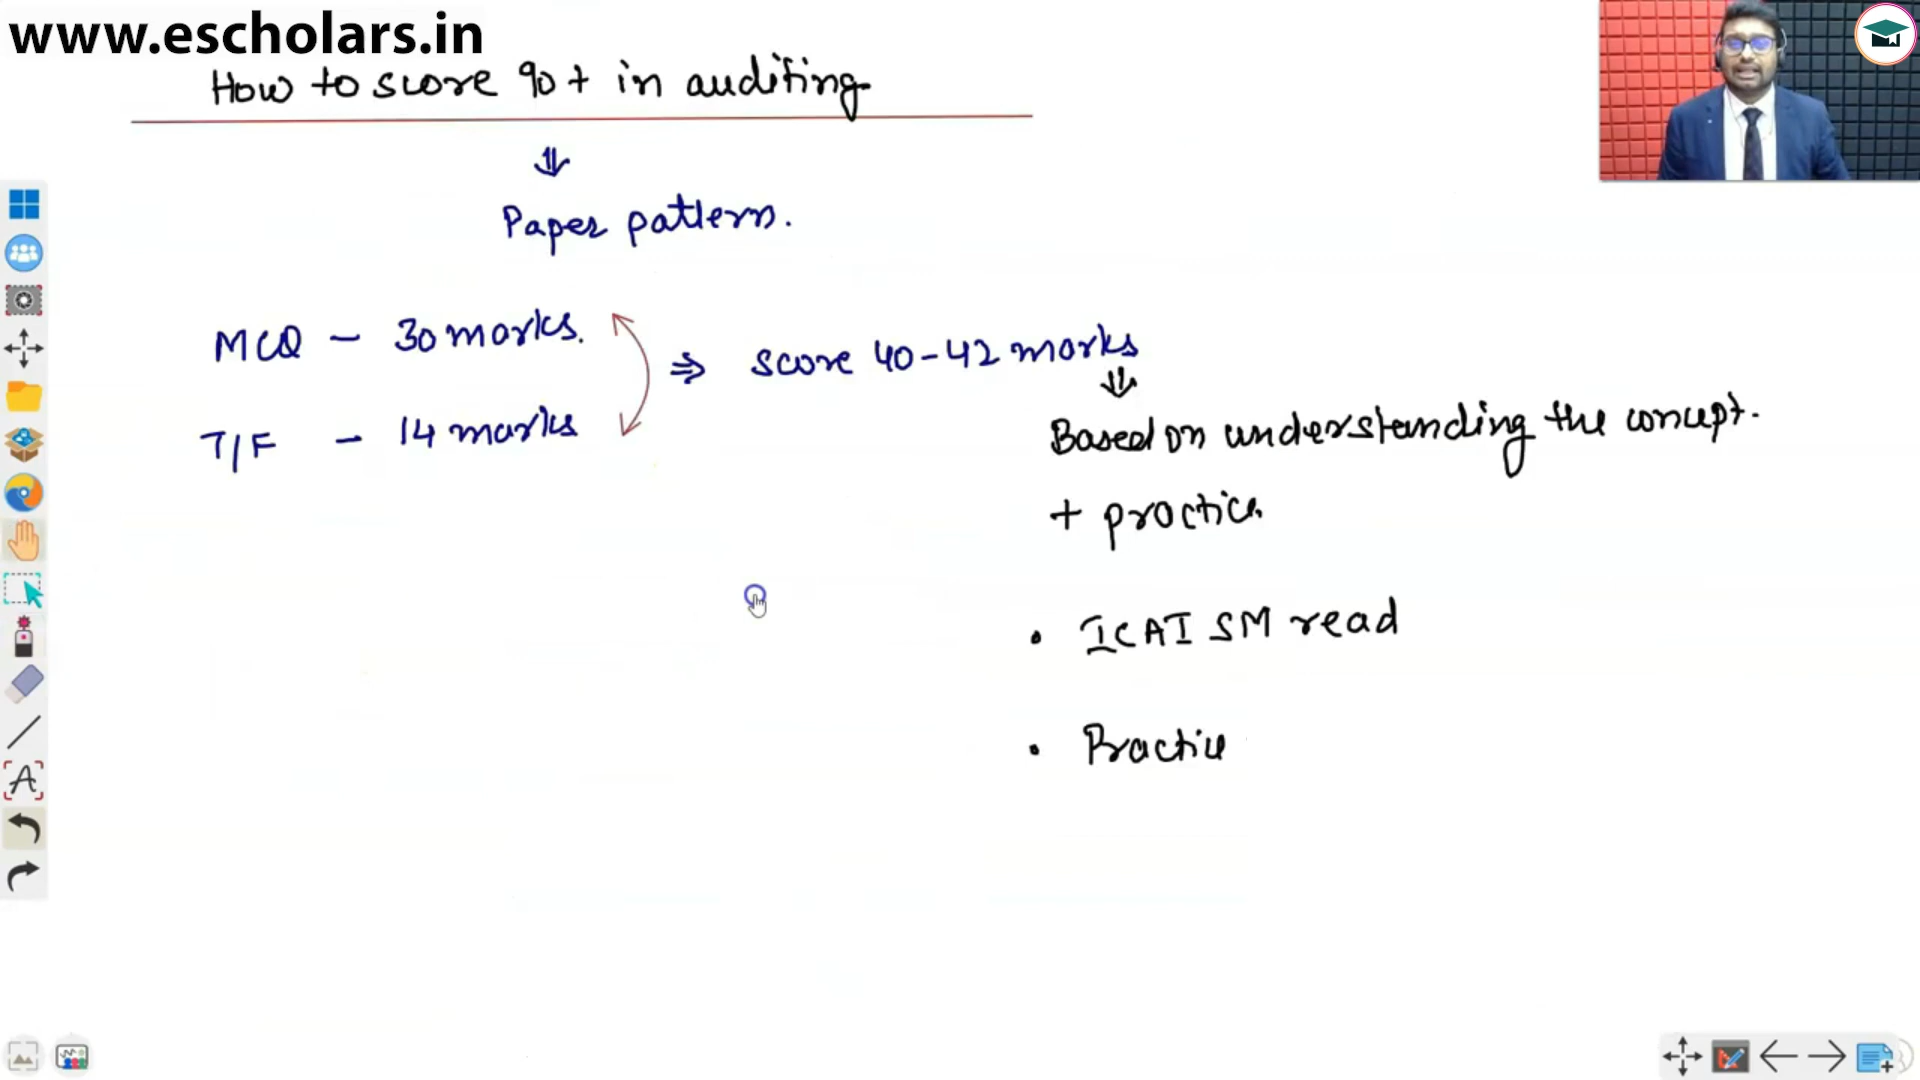 www.escholars.in
How to score 90+ in auditing
⇓
Paper pattern.
MCQ - 30 marks. ⇒ score 40-42 marks
⇓
T/F - 14 marks
Based on understanding the concept.
+ practice
• ICAI SM read
• Practice